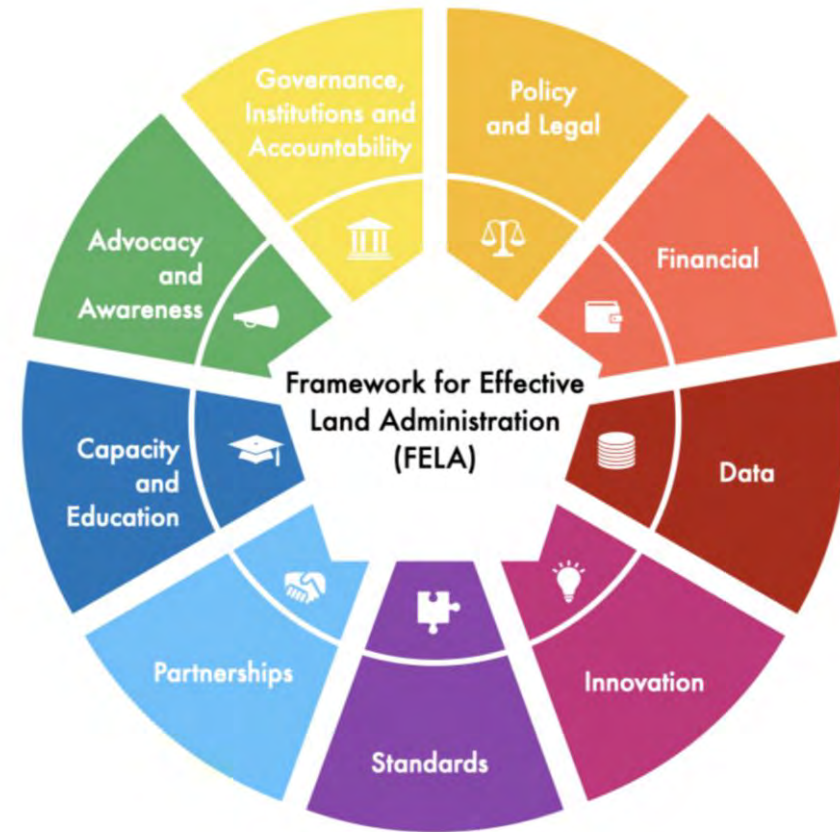 Framework for Effective
Land Administration
(FELA)
Governance,
Institutions and
Accountability
Policy
and Legal
Financial
Data
Innovation
Standards
Partnerships
Capacity
and
Education
Advocacy
and
Awareness